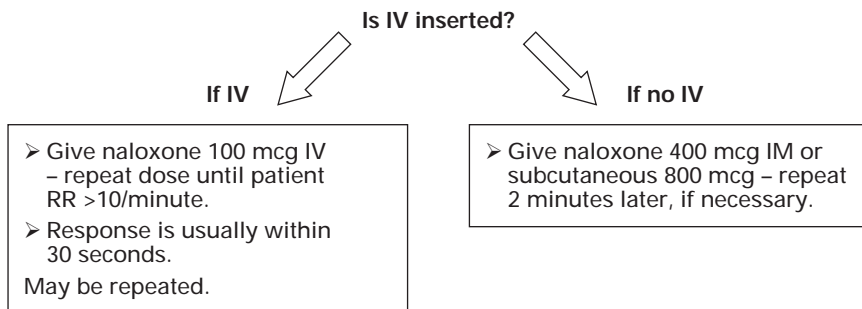 Is IV inserted?
If IV
➢ Give naloxone 100 mcg IV
– repeat dose until patient
RR >10/minute.
➢ Response is usually within
30 seconds.
May be repeated.
If no IV
➢ Give naloxone 400 mcg IM or
subcutaneous 800 mcg – repeat
2 minutes later, if necessary.